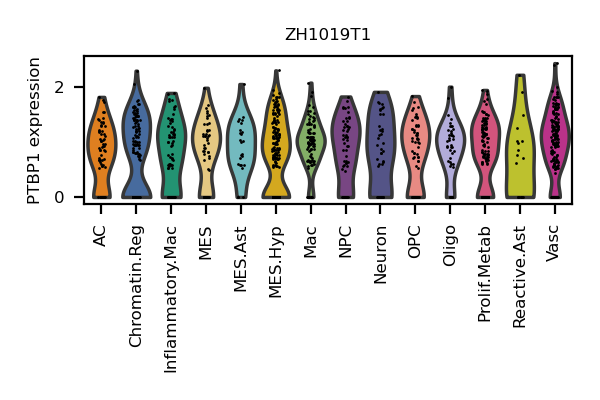 ZH1019T1
PTBP1 expression
2
0
AC
Chromatin.Reg
Inflammatory.Mac
MES
MES.Ast
MES.Hyp
Mac
NPC
Neuron
OPC
Oligo
Prolif.Metab
Reactive.Ast
Vasc